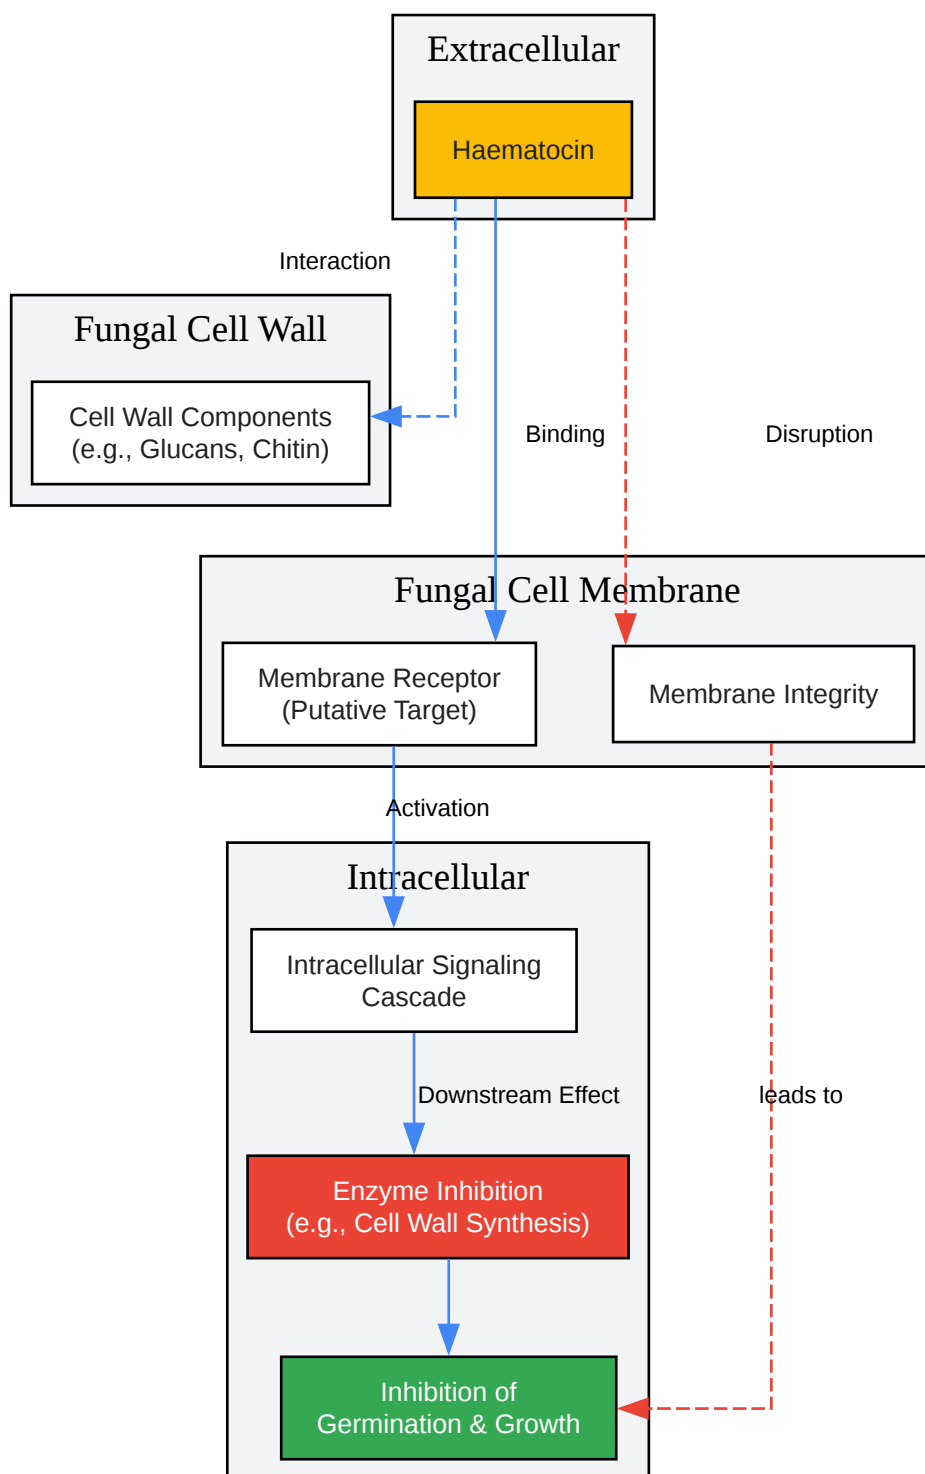 Extracellular
Haematocin
Interaction
Fungal Cell Wall
Cell Wall Components
(e.g., Glucans, Chitin)
Binding
Disruption
Fungal Cell Membrane
Membrane Receptor
(Putative Target)
Membrane Integrity
Activation
Intracellular
Intracellular Signaling
Cascade
Downstream Effect
leads to
Enzyme Inhibition
(e.g., Cell Wall Synthesis)
Inhibition of
Germination & Growth